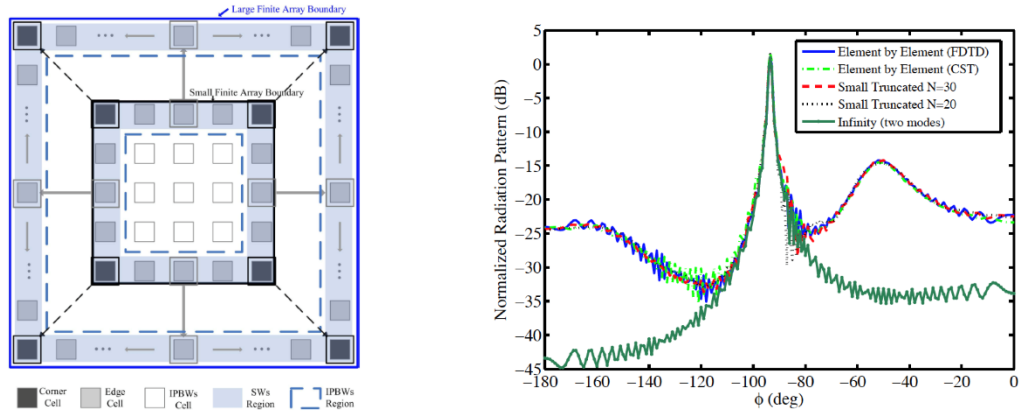 Large Finite Array Boundary
Small Finite Array Boundary
Corner Cell
Edge Cell
IPBWs Cell
SWs Region
IPBWs Region
Normalized Radiation Pattern (dB)
0
−5
−10
−15
−20
−25
−30
−35
−40
−45
Element by Element (FDTD)
Element by Element (CST)
Small Truncated N=30
Small Truncated N=20
Infinity (two modes)
−180 −160 −140 −120 −100 −80 −60 −40 −20 0
ϕ (deg)